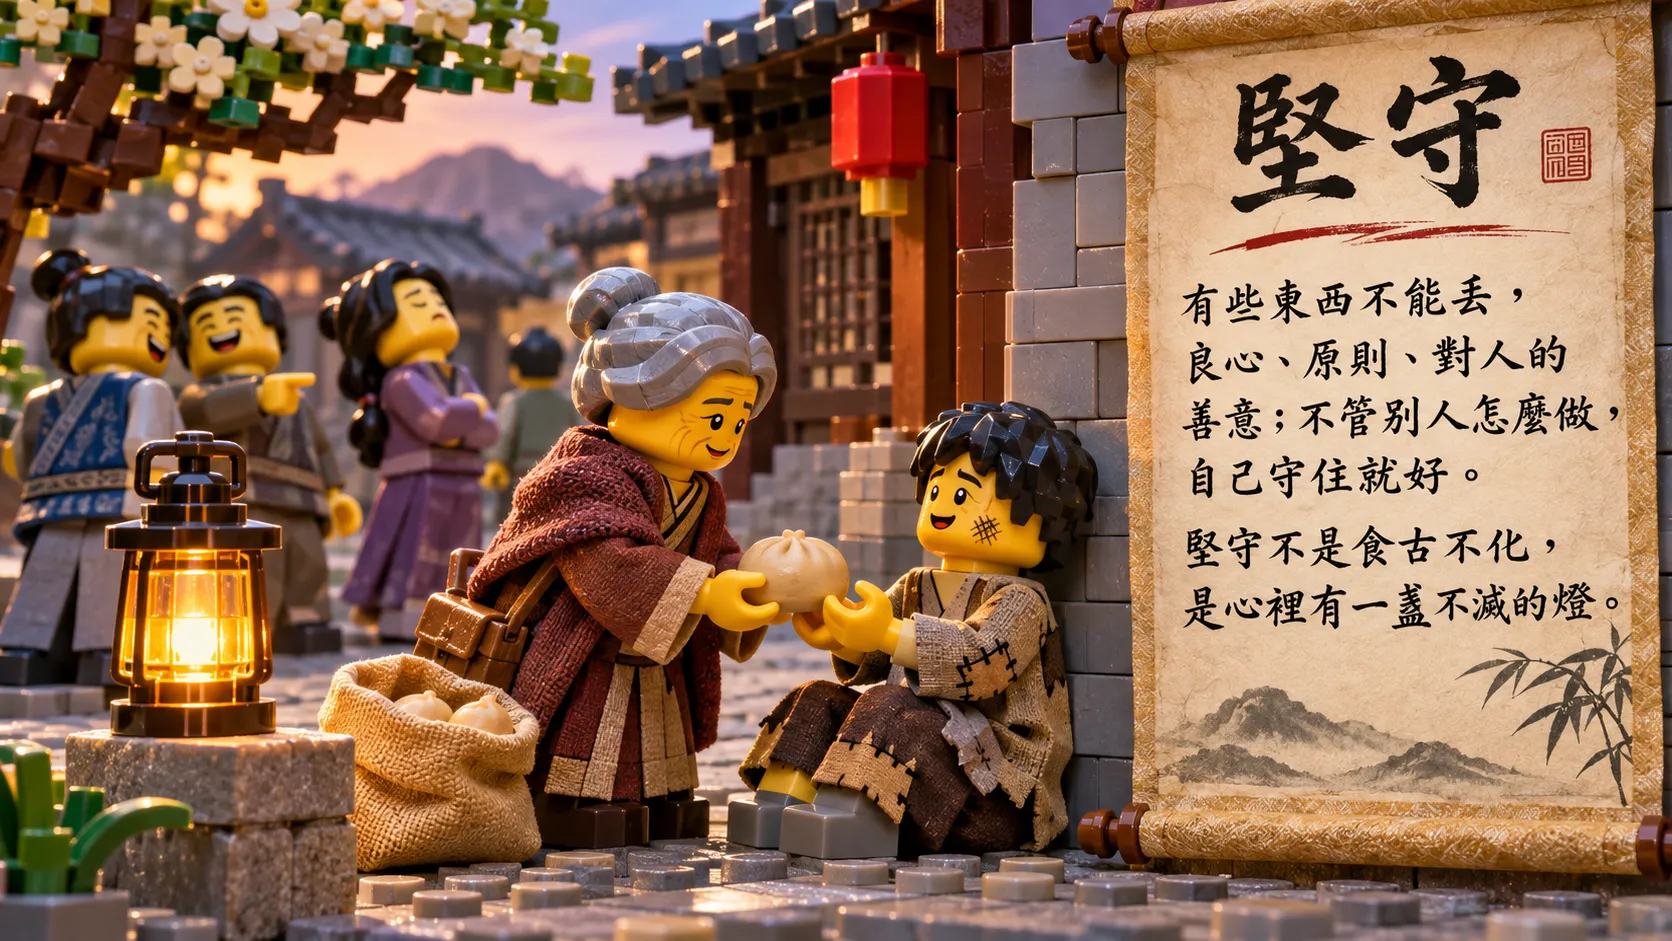 堅守
有些東西不能丟，
良心、原則、對人的
善意；不管別人怎麼做，
自己守住就好。
堅守不是食古不化，
是心裡有一盞不滅的燈。